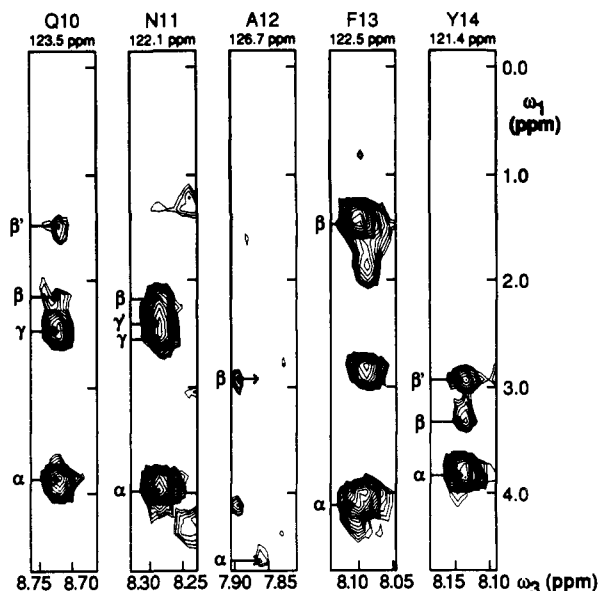 Q10 N11 A12 F13 Y14
123.5 ppm 122.1 ppm 126.7 ppm 122.5 ppm 121.4 ppm
0.0
ω1
(ppm)
1.0
β' β
2.0
β β
γ γ
γ
β β'
3.0
β
α α α α
4.0
α
8.75 8.70 8.30 8.25 7.90 7.85 8.10 8.05 8.15 8.10 ω3 (ppm)